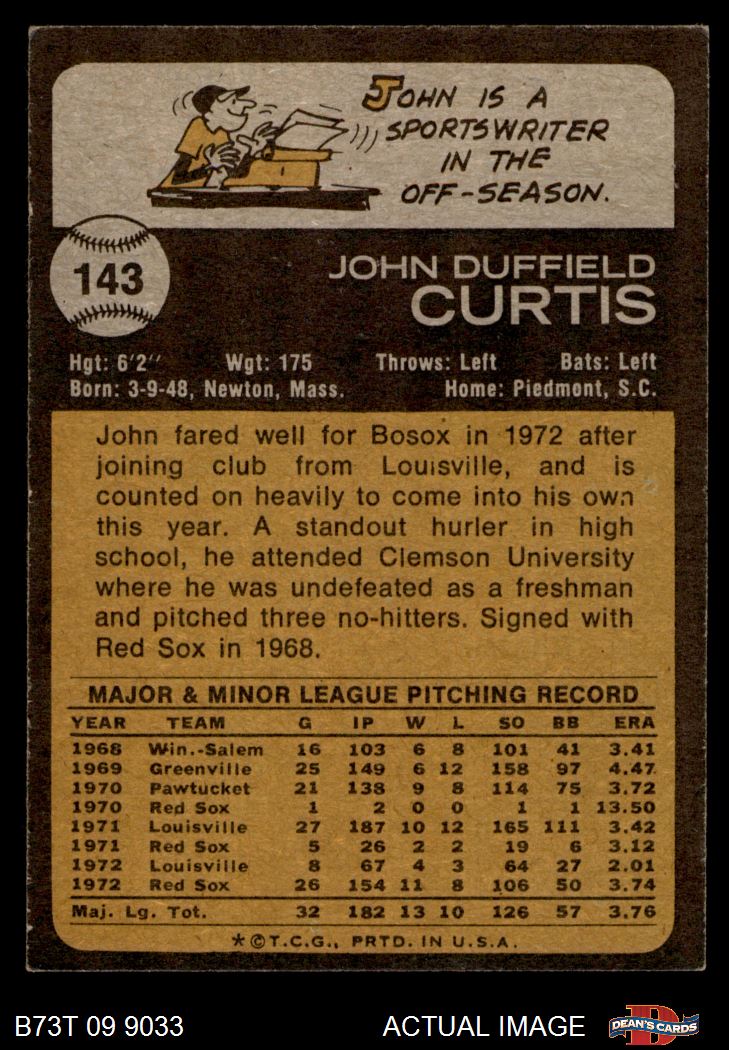 JOHN IS A
SPORTSWRITER
IN THE
OFF-SEASON.
143
JOHN DUFFIELD
CURTIS
Hgt: 6'2" Wgt: 175 Throws: Left Bats: Left
Born: 3-9-48, Newton, Mass. Home: Piedmont, S.C.
John fared well for Bosox in 1972 after
joining club from Louisville, and is
counted on heavily to come into his own
this year. A standout hurler in high
school, he attended Clemson University
where he was undefeated as a freshman
and pitched three no-hitters. Signed with
Red Sox in 1968.
MAJOR & MINOR LEAGUE PITCHING RECORD
YEAR TEAM G IP W L SO BB ERA
1968 Win.-Salem 16 103 6 8 101 41 3.41
1969 Greenville 25 149 6 12 158 97 4.47
1970 Pawtucket 21 138 9 8 114 75 3.72
1970 Red Sox 1 2 0 0 1 1 13.50
1971 Louisville 27 187 10 12 165 111 3.42
1971 Red Sox 5 26 2 2 19 6 3.12
1972 Louisville 8 67 4 3 64 27 2.01
1972 Red Sox 26 154 11 8 106 50 3.74
Maj. Lg. Tot. 32 182 13 10 126 57 3.76
*©T.C.G., PRTD. IN U.S.A.
B73T 09 9033 ACTUAL IMAGE DEAN'S CARDS